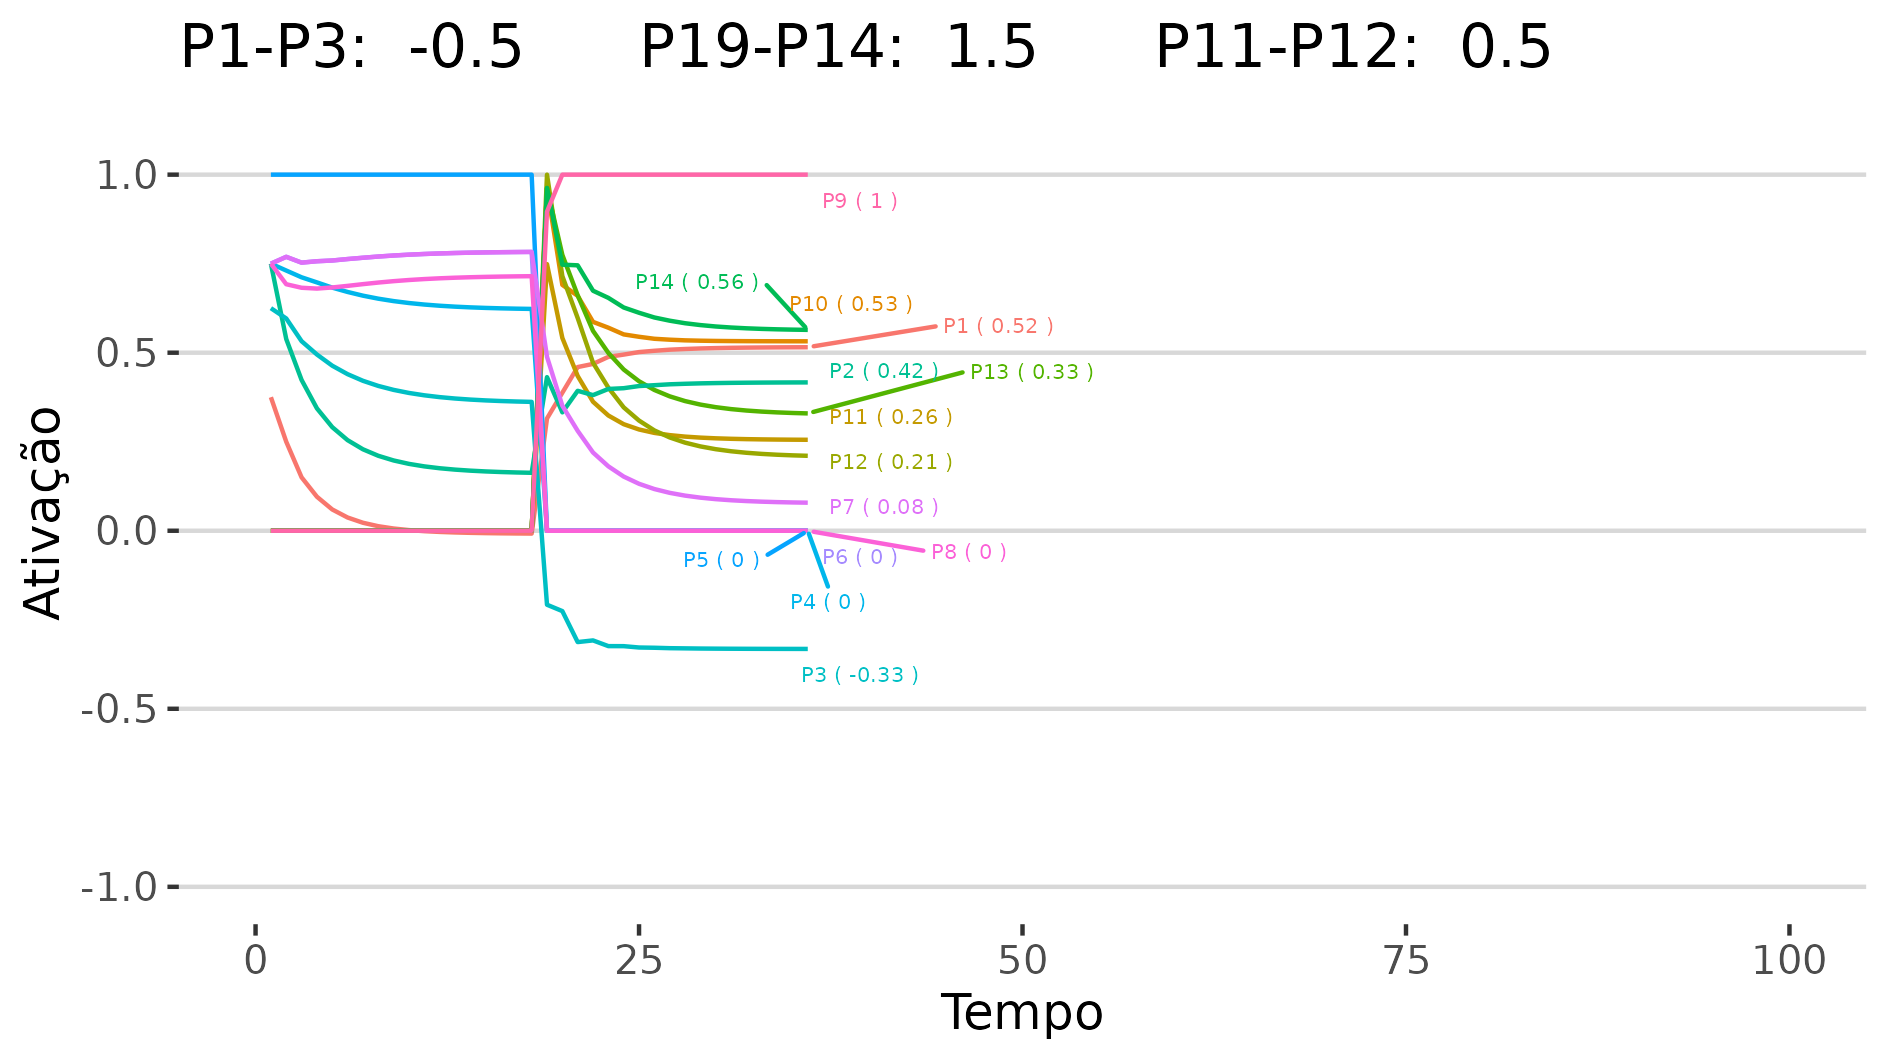 P1-P3:  -0.5      P19-P14:  1.5      P11-P12:  0.5
1.0
P9 ( 1 )
P14 ( 0.56 )
P10 ( 0.53 )
P1 ( 0.52 )
0.5
P2 ( 0.42 )
P13 ( 0.33 )
P11 ( 0.26 )
P12 ( 0.21 )
P7 ( 0.08 )
0.0
P5 ( 0 )
P6 ( 0 )
P8 ( 0 )
P4 ( 0 )
P3 ( -0.33 )
-0.5
-1.0
Ativação
0 25 50 75 100
Tempo